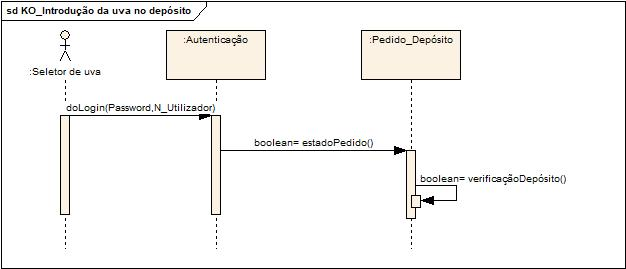 sd KO_Introdução da uva no depósito
:Seletor de uva
:Autenticação
:Pedido_Depósito
doLogin(Password,N_Utilizador)
boolean= estadoPedido()
boolean= verificaçãoDepósito()